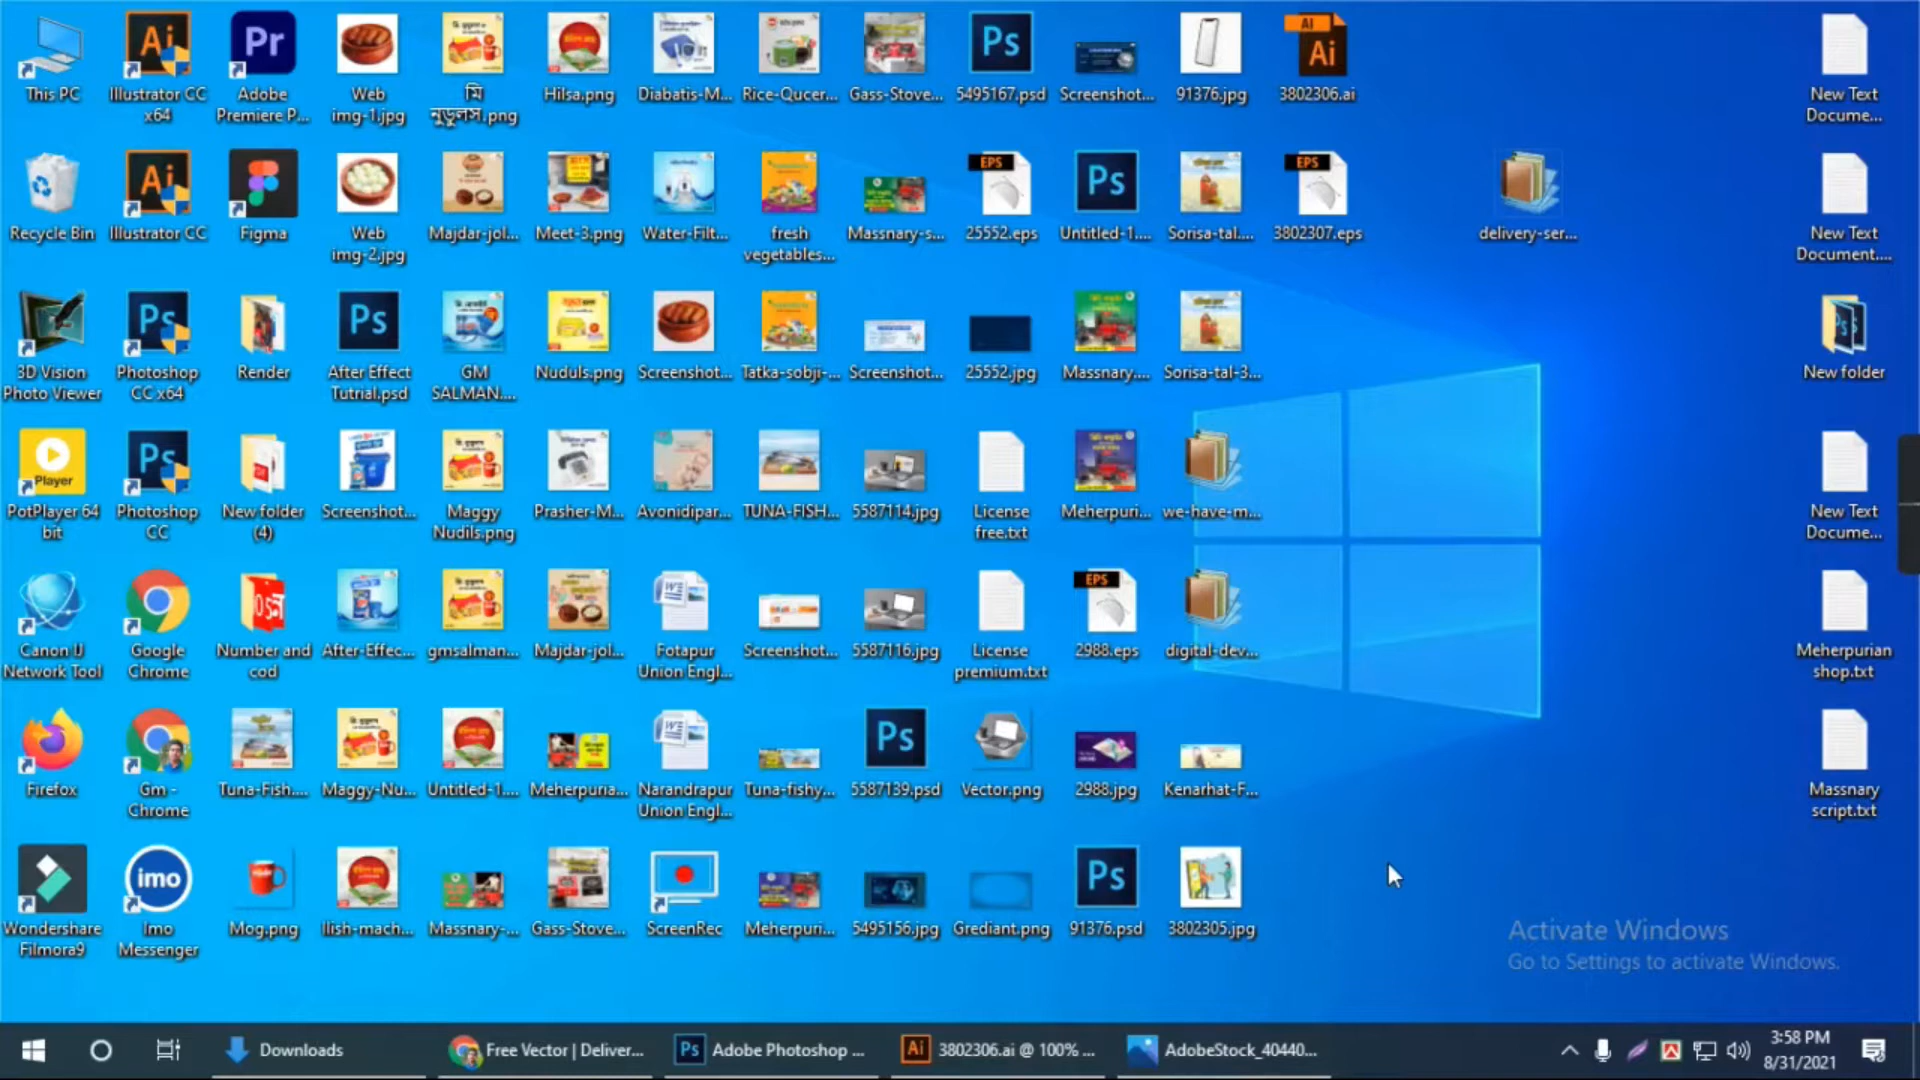 This PC
Illustrator CC
x64
Adobe
Premiere P...
Web
img-1.jpg
মি
নুডুলস.png
Hilsa.png
Diabatis-M...
Rice-Qucer...
Gass-Stove...
5495167.psd
Screenshot...
91376.jpg
3802306.ai
New Text
Docume...
Recycle Bin
Illustrator CC
Figma
Web
img-2.jpg
Majdar-jol...
Meet-3.png
Water-Filt...
fresh
vegetables...
Massnary-s...
25552.eps
Untitled-1....
Sorisa-tal....
3802307.eps
delivery-ser...
New Text
Document....
3D Vision
Photo Viewer
Photoshop
CC x64
Render
After Effect
Tutrial.psd
GM
SALMAN....
Nuduls.png
Screenshot...
Tatka-sobji-...
Screenshot...
25552.jpg
Massnary....
Sorisa-tal-3...
New folder
PotPlayer 64
bit
Photoshop
CC
New folder
(4)
Screenshot...
Maggy
Nudils.png
Prasher-M...
Avonidipar...
TUNA-FISH...
5587114.jpg
License
free.txt
Meherpuri...
we-have-m...
New Text
Docume...
Canon IJ
Network Tool
Google
Chrome
Number and
cod
After-Effec...
gmsalman...
Majdar-jol...
Fotapur
Union Engl...
Screenshot...
5587116.jpg
License
premium.txt
2988.eps
digital-dev...
Meherpurian
shop.txt
Firefox
Gm -
Chrome
Tuna-Fish....
Maggy-Nu...
Untitled-1....
Meherpuria...
Narandrapur
Union Engl...
Tuna-fishy...
5587139.psd
Vector.png
2988.jpg
Kenarhat-F...
Massnary
script.txt
Wondershare
Filmora9
Imo
Messenger
Mog.png
Ilish-mach...
Massnary-...
Gass-Stove...
ScreenRec
Meherpuri...
5495156.jpg
Grediant.png
91376.psd
3802305.jpg
Activate Windows
Go to Settings to activate Windows.
Downloads
Free Vector | Deliver...
Adobe Photoshop ...
3802306.ai @ 100% ...
AdobeStock_40440...
3:58 PM
8/31/2021